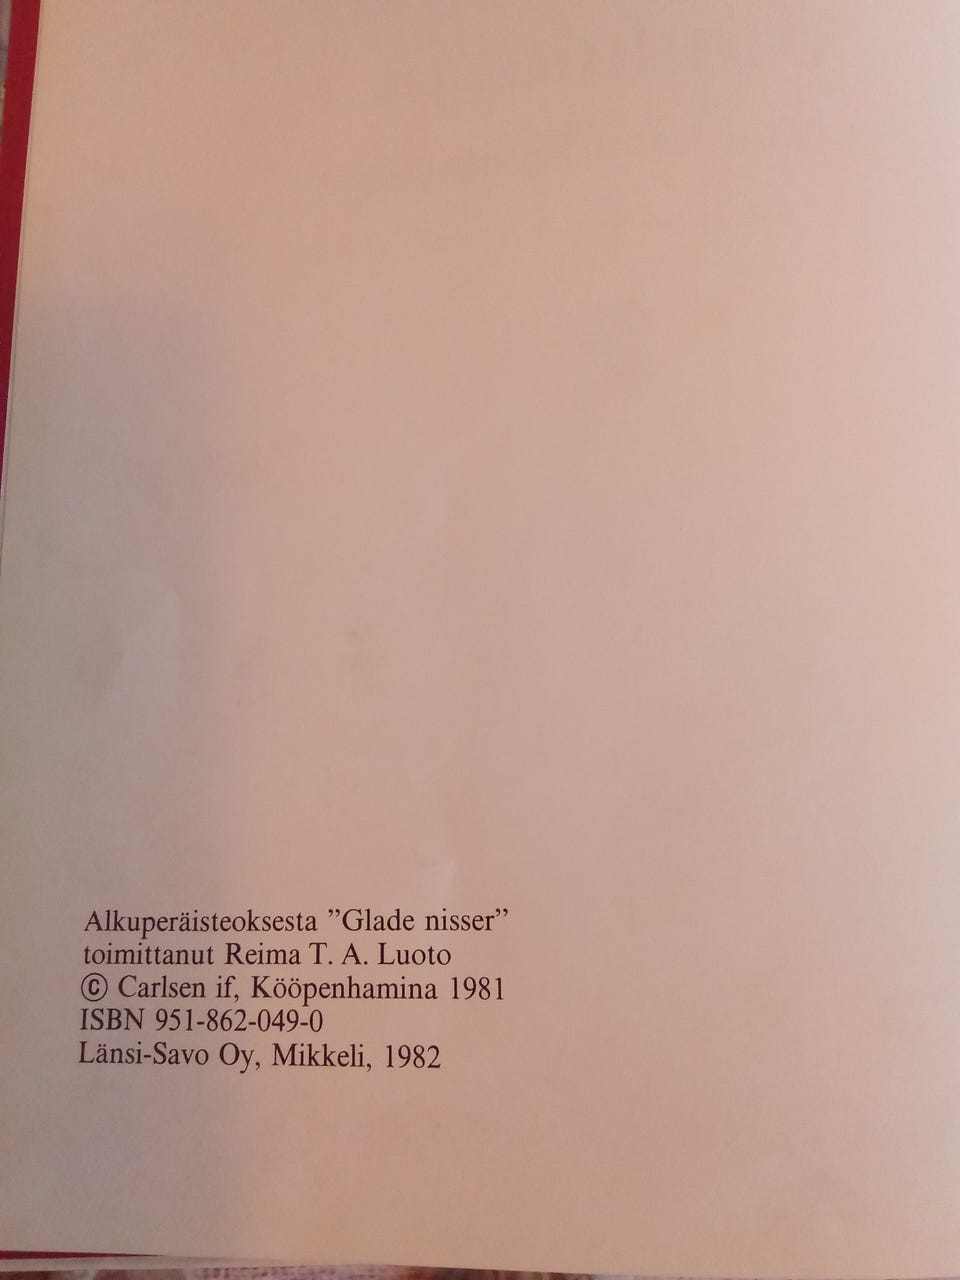 Alkuperäisteoksesta ”Glade nisser”
toimittanut Reima T. A. Luoto
© Carlsen if, Kööpenhamina 1981
ISBN 951-862-049-0
Länsi-Savo Oy, Mikkeli, 1982